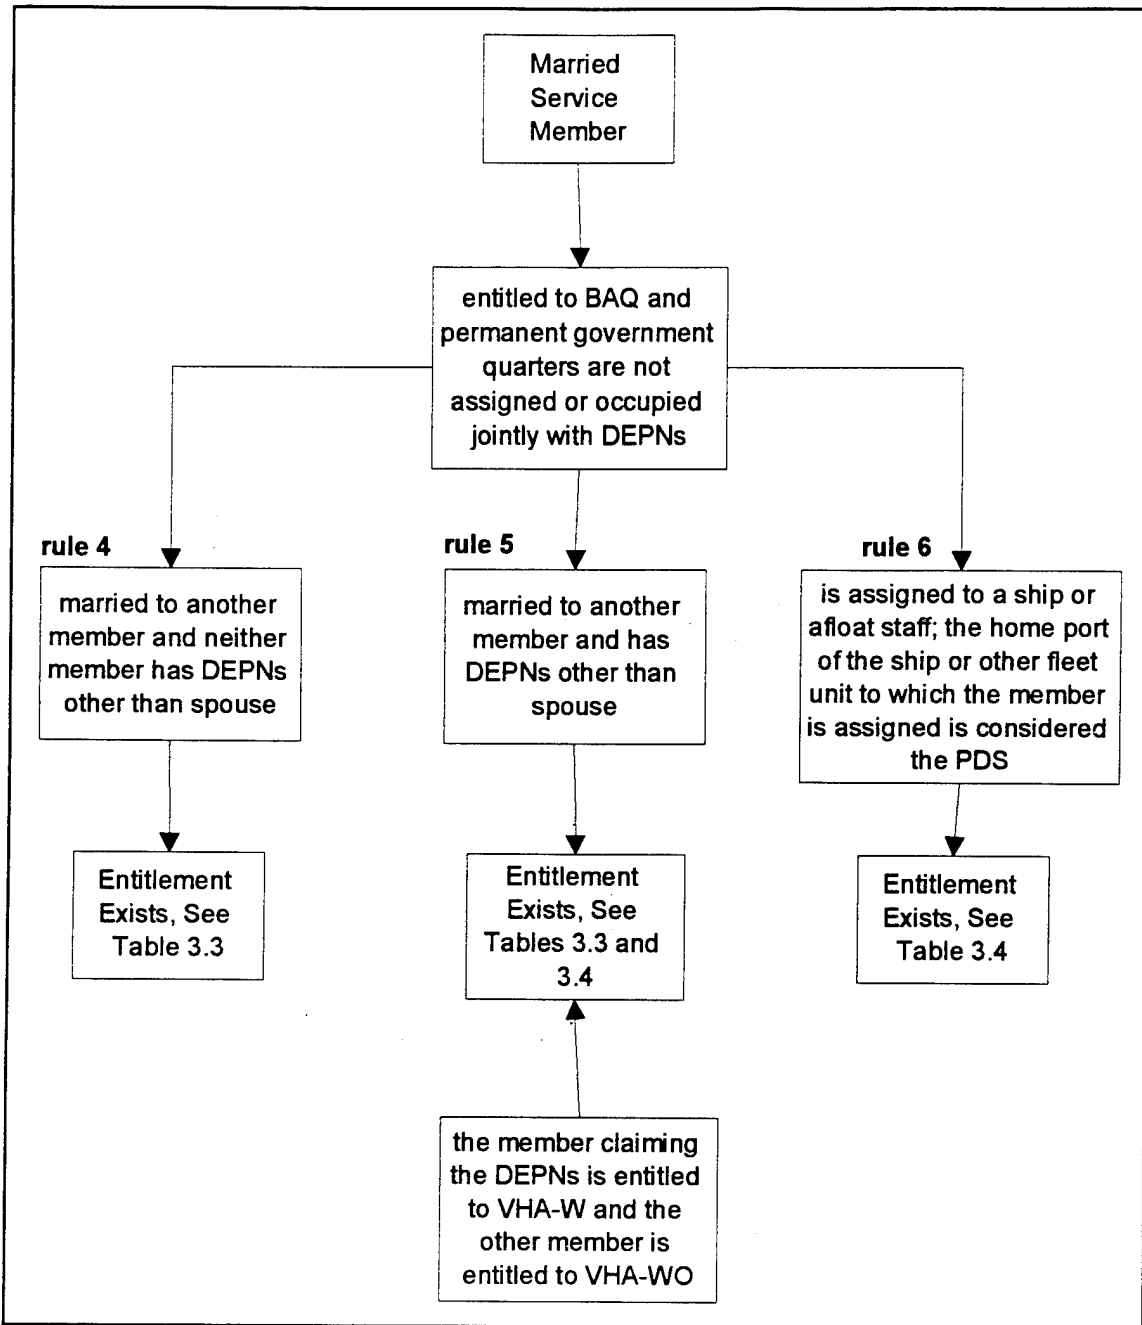 Married
Service
Member
entitled to BAQ and
permanent government
quarters are not
assigned or occupied
jointly with DEPNs
rule 4
married to another
member and neither
member has DEPNs
other than spouse
Entitlement
Exists, See
Table 3.3
rule 5
married to another
member and has
DEPNs other than
spouse
Entitlement
Exists, See
Tables 3.3 and
3.4
the member claiming
the DEPNs is entitled
to VHA-W and the
other member is
entitled to VHA-WO
rule 6
is assigned to a ship or
afloat staff; the home port
of the ship or other fleet
unit to which the member
is assigned is considered
the PDS
Entitlement
Exists, See
Table 3.4